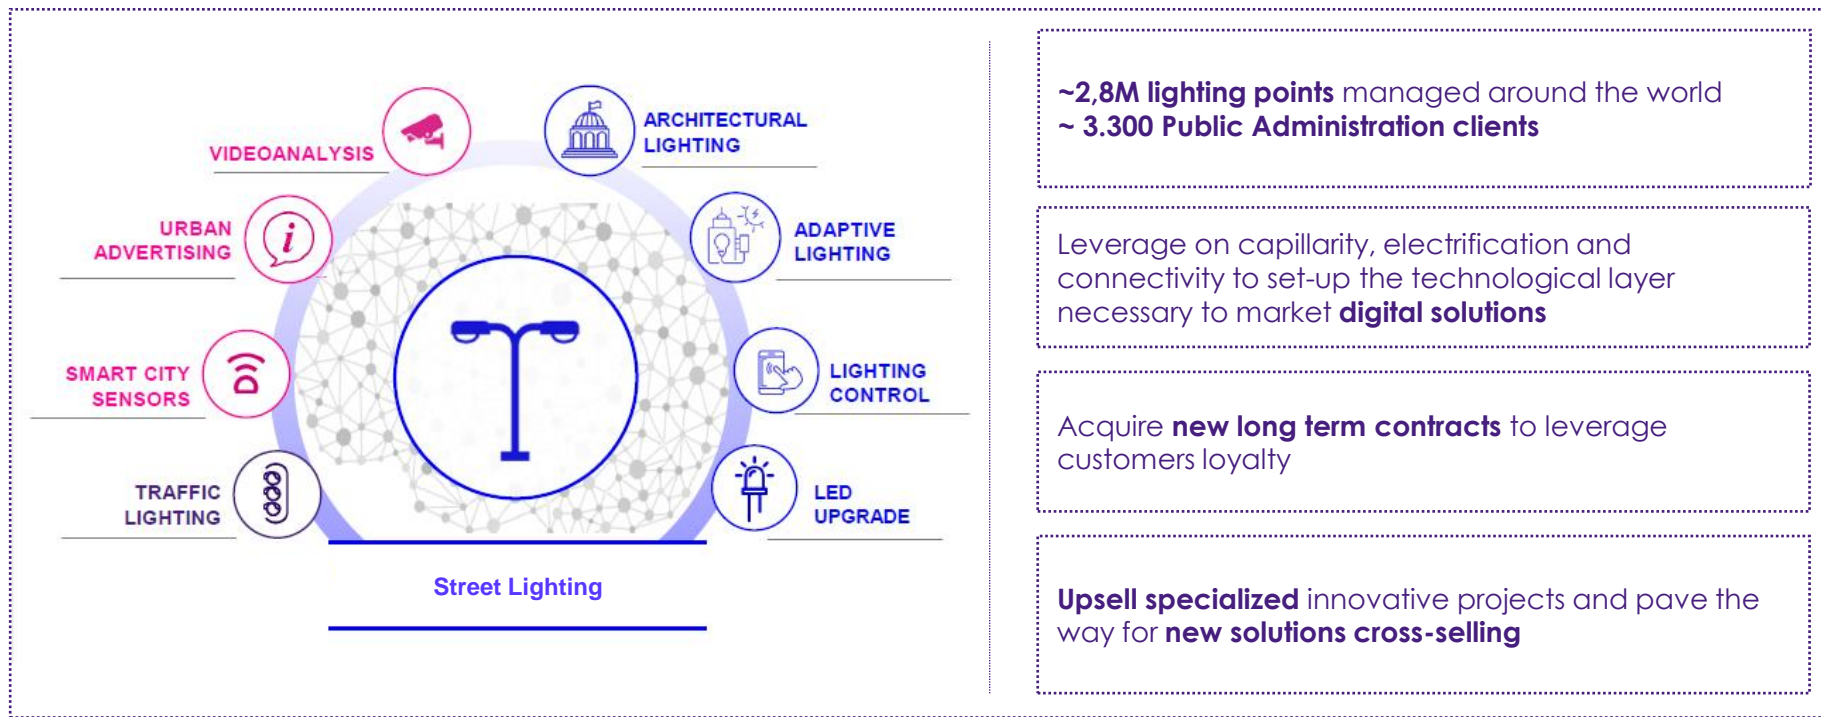 VIDEOANALYSIS
URBAN
ADVERTISING
SMART CITY
SENSORS
TRAFFIC
LIGHTING
ARCHITECTURAL
LIGHTING
ADAPTIVE
LIGHTING
LIGHTING
CONTROL
LED
UPGRADE
Street Lighting
~2,8M lighting points managed around the world
~ 3.300 Public Administration clients
Leverage on capillarity, electrification and
connectivity to set-up the technological layer
necessary to market digital solutions
Acquire new long term contracts to leverage
customers loyalty
Upsell specialized innovative projects and pave the
way for new solutions cross-selling